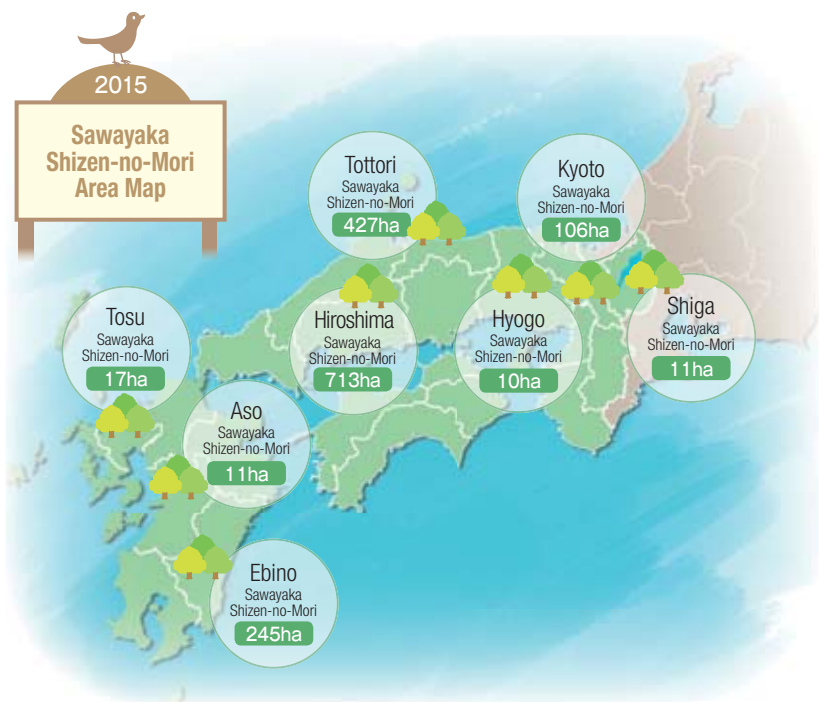 2015
Sawayaka
Shizen-no-Mori
Area Map
Tottori
Sawayaka
Shizen-no-Mori
427ha
Kyoto
Sawayaka
Shizen-no-Mori
106ha
Tosu
Sawayaka
Shizen-no-Mori
17ha
Hiroshima
Sawayaka
Shizen-no-Mori
713ha
Hyogo
Sawayaka
Shizen-no-Mori
10ha
Shiga
Sawayaka
Shizen-no-Mori
11ha
Aso
Sawayaka
Shizen-no-Mori
11ha
Ebino
Sawayaka
Shizen-no-Mori
245ha